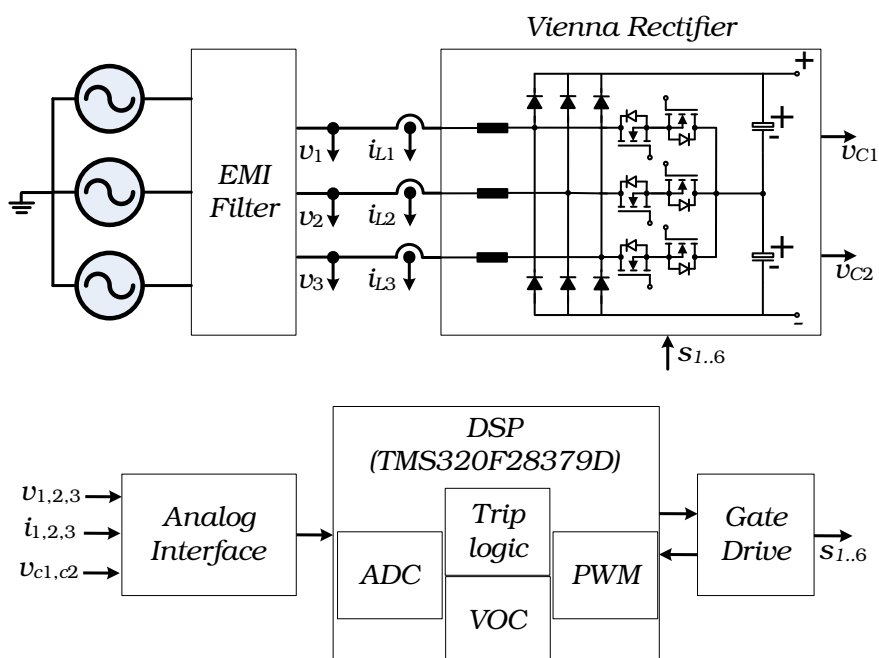 Vienna Rectifier
+
EMI
Filter
v1
iL1
v2
iL2
v3
iL3
+
-
+
-
-
vC1
vC2
s1..6
DSP
(TMS320F28379D)
v1,2,3
i1,2,3
vc1,c2
Analog
Interface
ADC
Trip
logic
VOC
PWM
Gate
Drive
s1..6